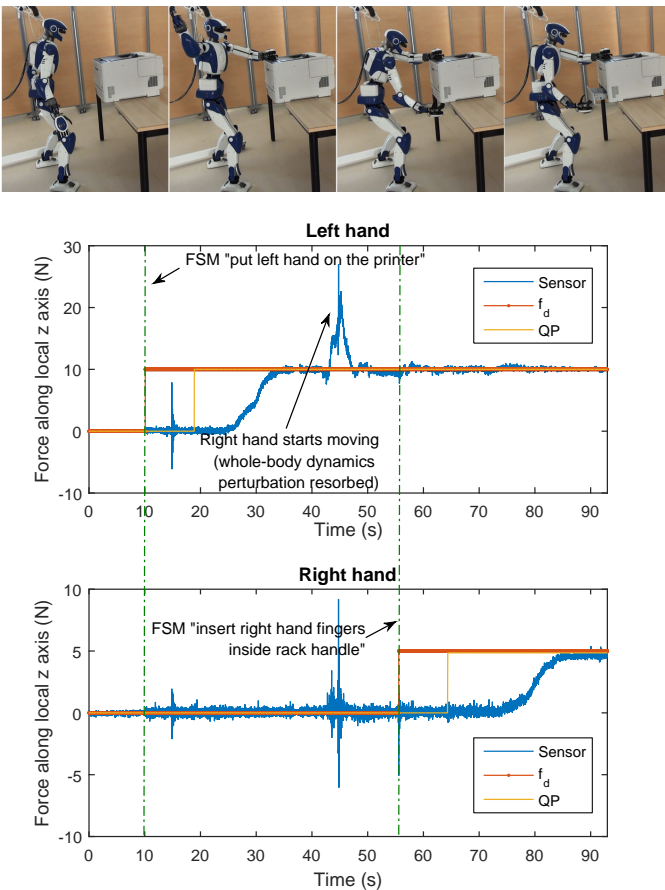 Left hand
Force along local z axis (N)
30
20
10
0
-10
FSM "put left hand on the printer"
Sensor
f_d
QP
Right hand starts moving
(whole-body dynamics
perturbation resorbed)
0 10 20 30 40 50 60 70 80 90
Time (s)
Right hand
Force along local z axis (N)
10
5
0
-5
-10
FSM "insert right hand fingers
inside rack handle"
Sensor
f_d
QP
0 10 20 30 40 50 60 70 80 90
Time (s)